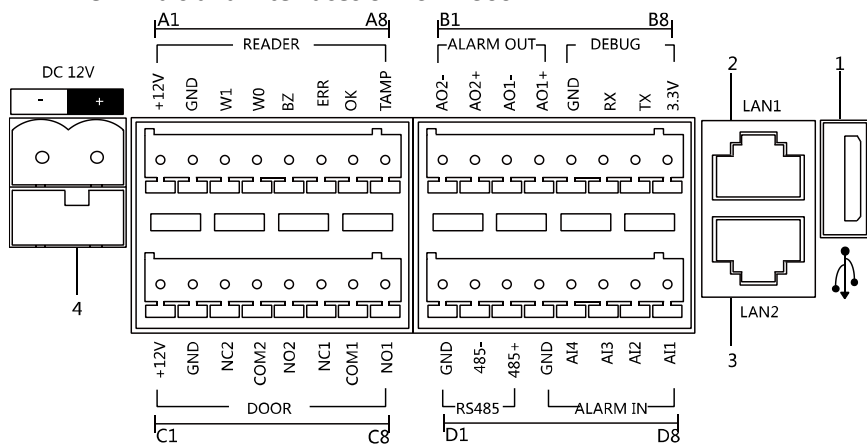 A1 A8 B1 B8
READER ALARM OUT DEBUG
DC 12V
- +
+12V GND W1 W0 BZ ERR OK TAMP AO2- AO2+ AO1- AO1+ GND RX TX 3.3V
2 1
LAN1
4
LAN2
3
+12V GND NC2 COM2 NO2 NC1 COM1 NO1 GND 485- 485+ GND AI4 AI3 AI2 AI1
DOOR RS485 ALARM IN
C1 C8 D1 D8